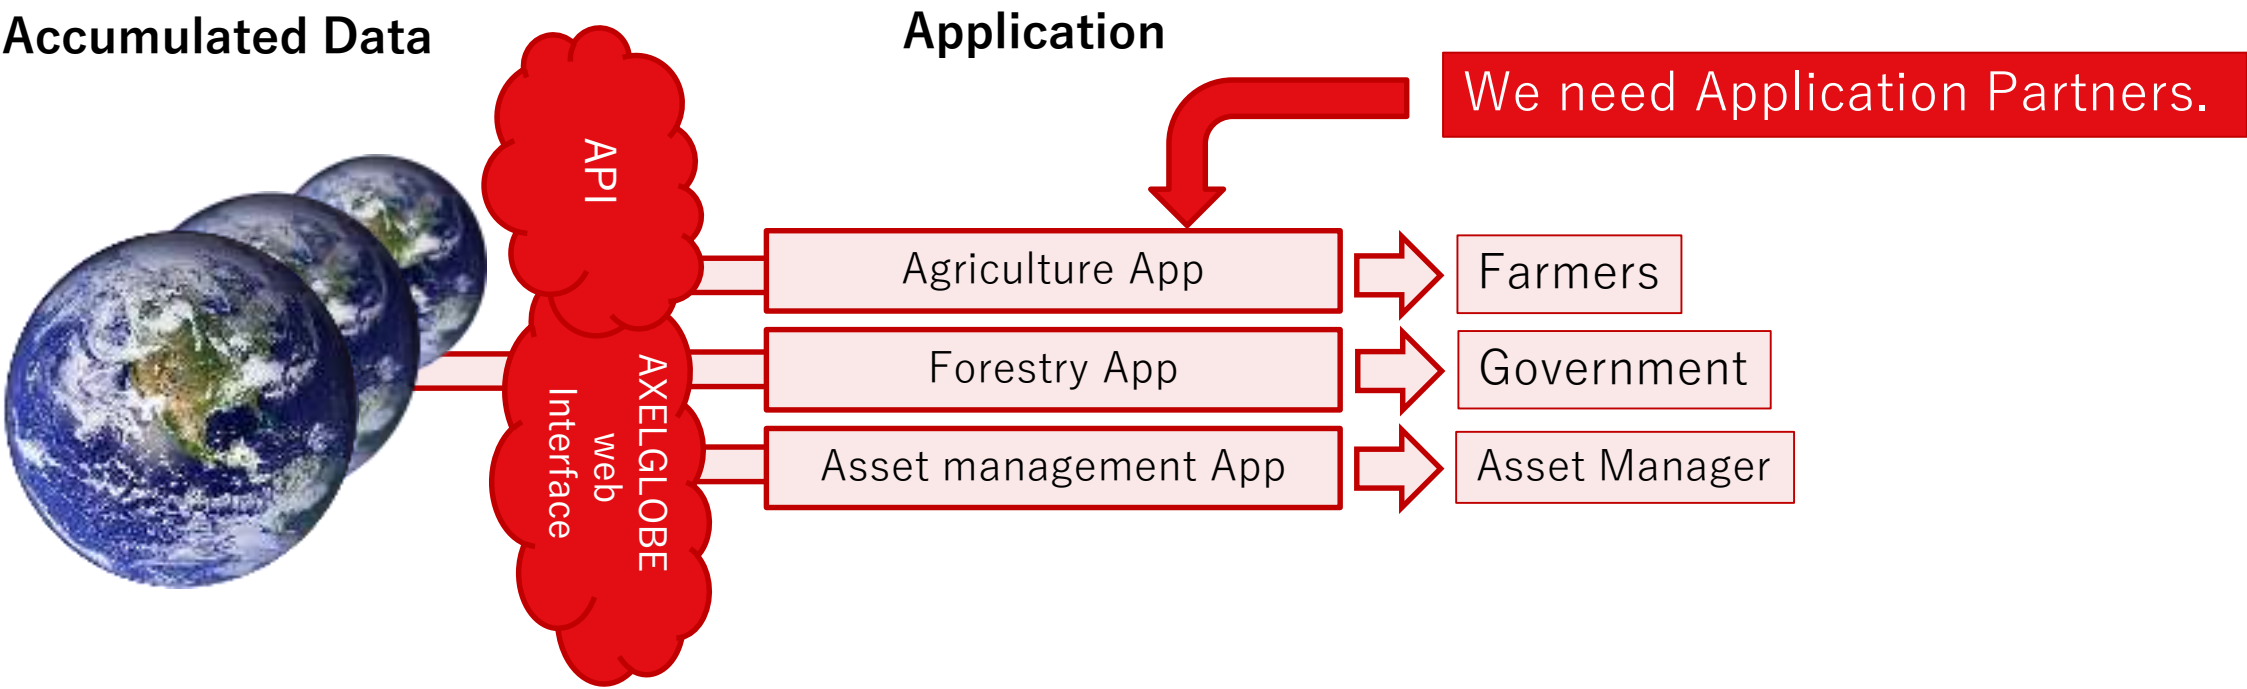 Accumulated Data
Application
We need Application Partners.
API
AXELGLOBE
web
Interface
Agriculture App
Farmers
Forestry App
Government
Asset management App
Asset Manager